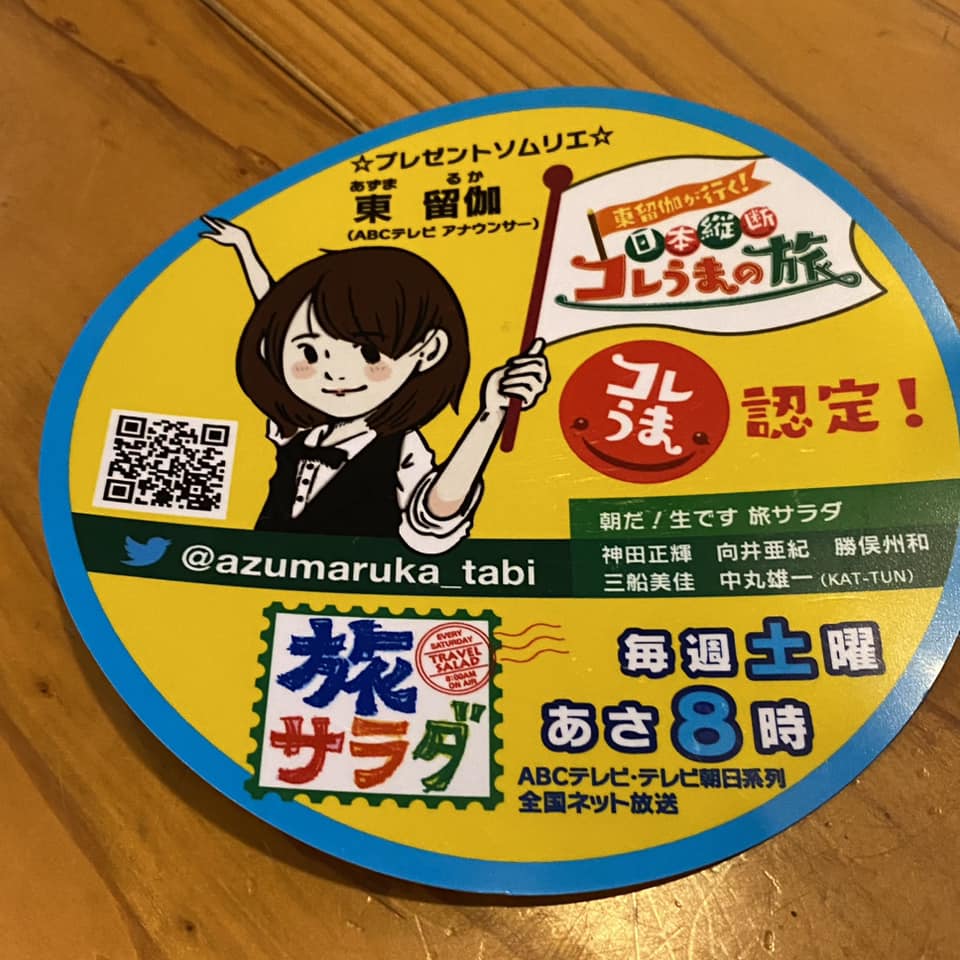 ☆プレゼントソムリエ☆
あずま るか
東 留伽
(ABCテレビ アナウンサー)
東留伽が行く!
日本縦断
コレうまの旅
コレ
うま
認定!
朝だ!生です 旅サラダ
神田正輝 向井亜紀 勝俣州和
三船美佳 中丸雄一(KAT-TUN)
@azumaruka_tabi
旅
サラダ
EVERY
SATURDAY
TRAVEL
SALAD
8:00AM
ON AIR
毎週土曜
あさ8時
ABCテレビ・テレビ朝日系列
全国ネット放送